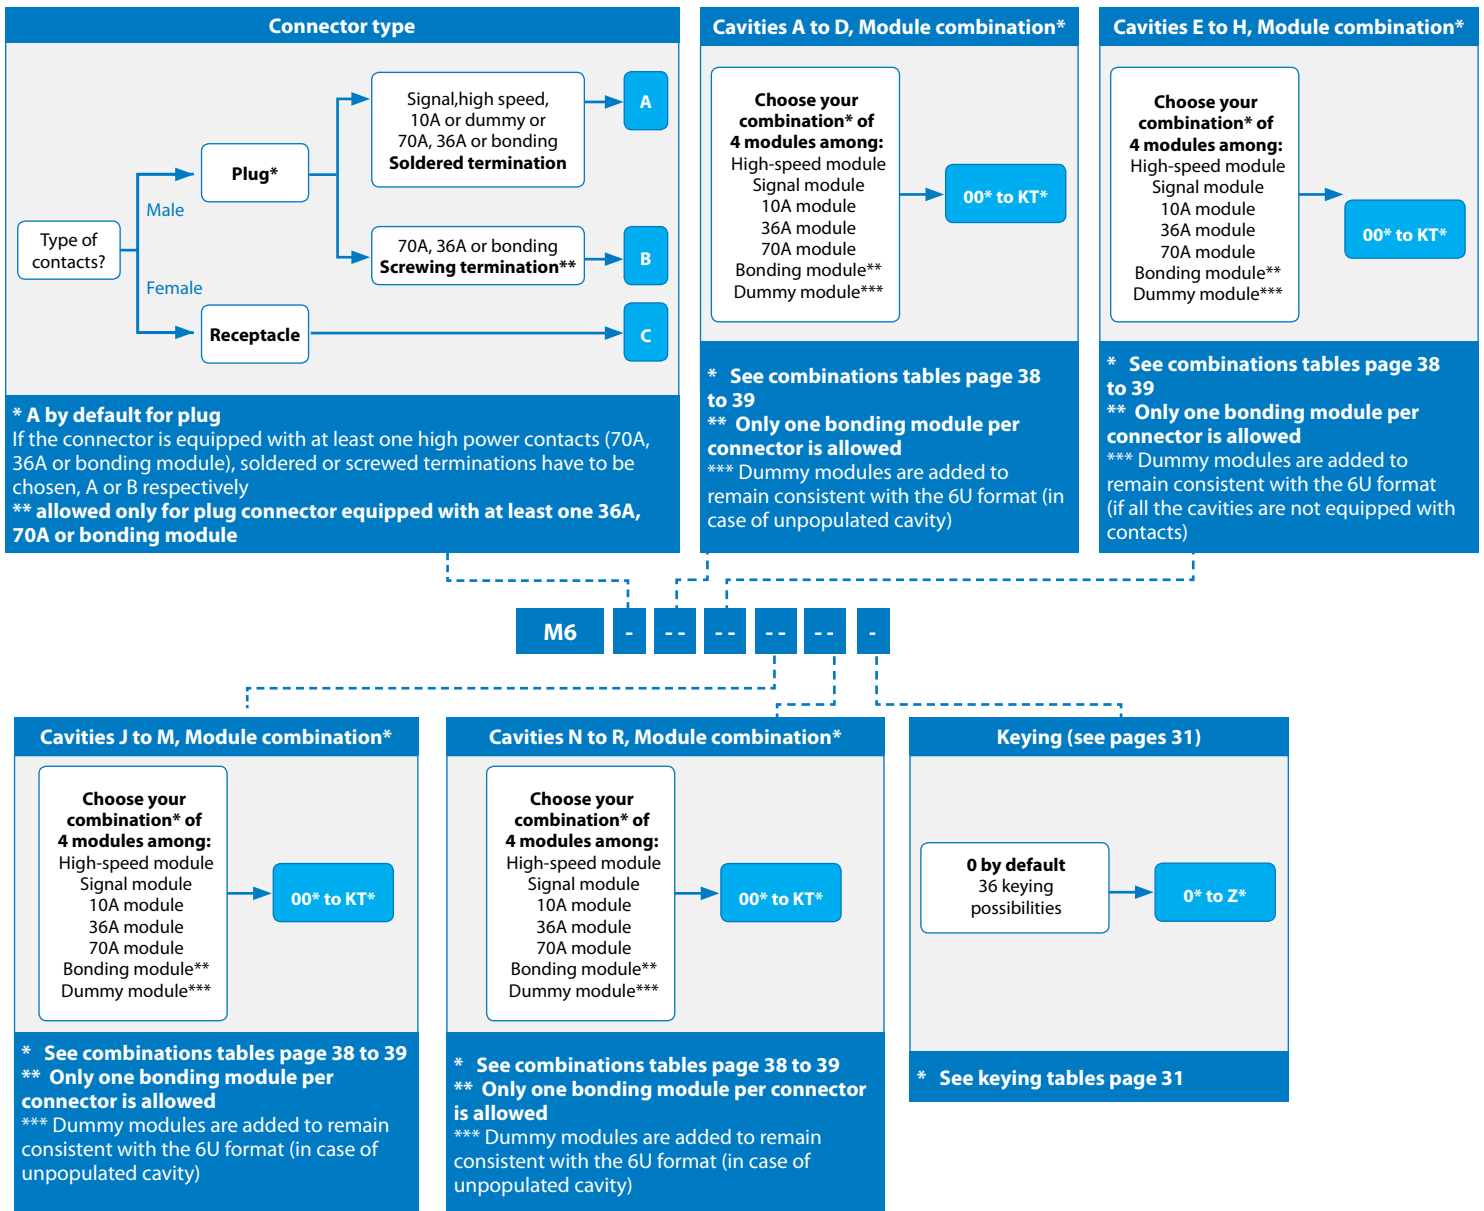 Connector type
Type of
contacts?
Male
Female
Plug*
Receptacle
Signal,high speed,
10A or dummy or
70A, 36A or bonding
Soldered termination
70A, 36A or bonding
Screwing termination**
A
B
C
* A by default for plug
If the connector is equipped with at least one high power contacts (70A,
36A or bonding module), soldered or screwed terminations have to be
chosen, A or B respectively
** allowed only for plug connector equipped with at least one 36A,
70A or bonding module
Cavities A to D, Module combination*
Choose your
combination* of
4 modules among:
High-speed module
Signal module
10A module
36A module
70A module
Bonding module**
Dummy module***
00* to KT*
* See combinations tables page 38
to 39
** Only one bonding module per
connector is allowed
*** Dummy modules are added to
remain consistent with the 6U format (in
case of unpopulated cavity)
Cavities E to H, Module combination*
Choose your
combination* of
4 modules among:
High-speed module
Signal module
10A module
36A module
70A module
Bonding module**
Dummy module***
00* to KT*
* See combinations tables page 38
to 39
** Only one bonding module per
connector is allowed
*** Dummy modules are added to
remain consistent with the 6U format
(if all the cavities are not equipped with
contacts)
M6 - -- -- -- -- -
Cavities J to M, Module combination*
Choose your
combination* of
4 modules among:
High-speed module
Signal module
10A module
36A module
70A module
Bonding module**
Dummy module***
00* to KT*
* See combinations tables page 38 to 39
** Only one bonding module per
connector is allowed
*** Dummy modules are added to remain
consistent with the 6U format (in case of
unpopulated cavity)
Cavities N to R, Module combination*
Choose your
combination* of
4 modules among:
High-speed module
Signal module
10A module
36A module
70A module
Bonding module**
Dummy module***
00* to KT*
* See combinations tables page 38 to 39
** Only one bonding module per connector
is allowed
*** Dummy modules are added to remain
consistent with the 6U format (in case of
unpopulated cavity)
Keying (see pages 31)
0 by default
36 keying
possibilities
0* to Z*
* See keying tables page 31